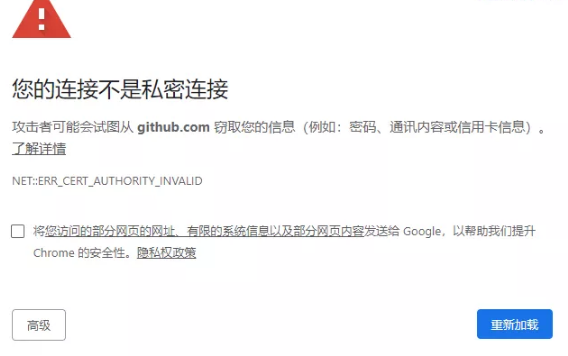 您的连接不是私密连接
攻击者可能会试图从 github.com 窃取您的信息（例如：密码、通讯内容或信用卡信息）。
了解详情
NET::ERR_CERT_AUTHORITY_INVALID
将您访问的部分网页的网址、有限的系统信息以及部分网页内容发送给 Google，以帮助我们提升
Chrome 的安全性。隐私权政策
高级
重新加载